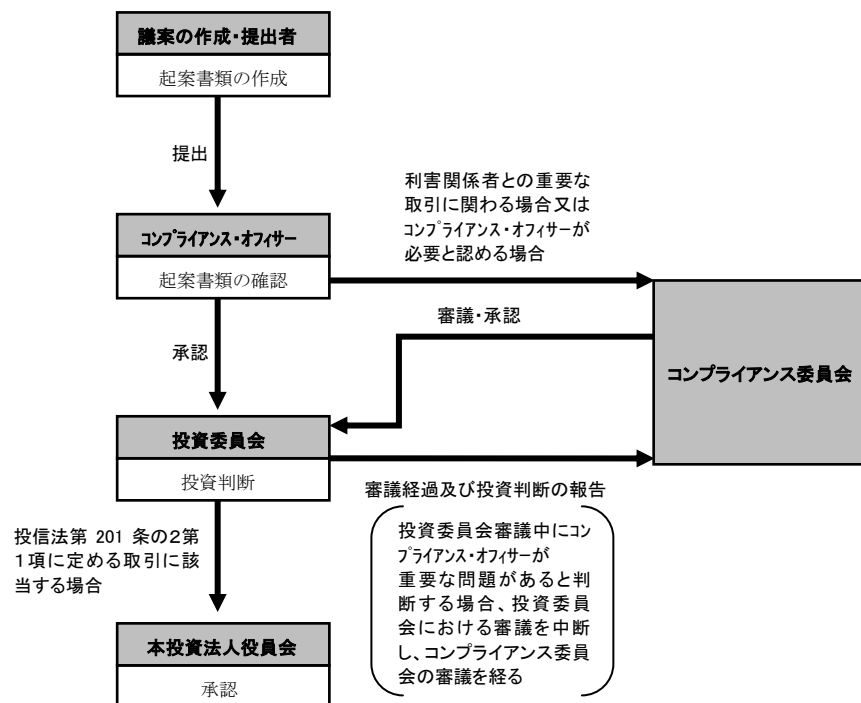 議案の作成・提出者
起案書類の作成
提出
利害関係者との重要な
取引に関わる場合又は
コンプライアンス・オフィサーが
必要と認める場合
コンプライアンス・オフィサー
起案書類の確認
審議・承認
承認
コンプライアンス委員会
投資委員会
投資判断
審議経過及び投資判断の報告
投信法第 201 条の2第
1項に定める取引に該
当する場合
投資委員会審議中にコン
プライアンス・オフィサーが
重要な問題があると判
断する場合、投資委員
会における審議を中断
し、コンプライアンス委員
会の審議を経る
本投資法人役員会
承認